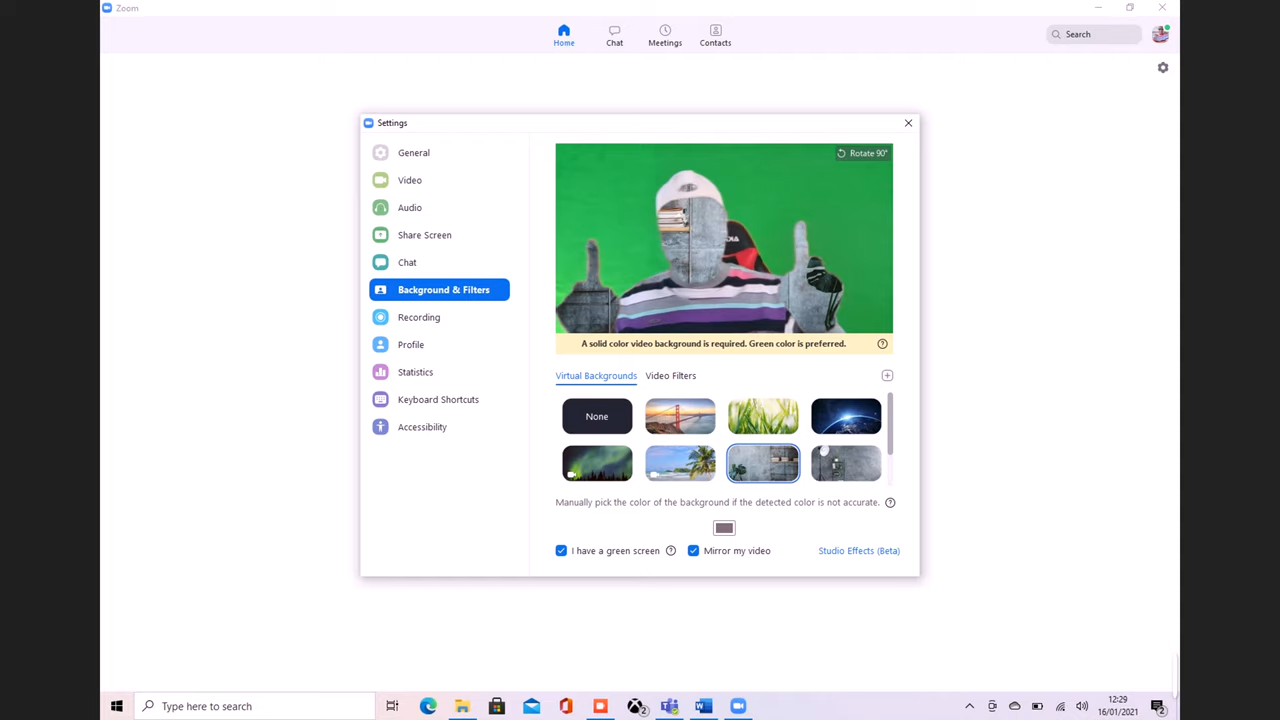 Zoom
Home
Chat
Meetings
Contacts
Search
Settings
General
Video
Audio
Share Screen
Chat
Background & Filters
Recording
Profile
Statistics
Keyboard Shortcuts
Accessibility
Rotate 90°
A solid color video background is required. Green color is preferred.
Virtual Backgrounds
Video Filters
None
Manually pick the color of the background if the detected color is not accurate.
I have a green screen
Mirror my video
Studio Effects (Beta)
Type here to search
2
12:29
16/01/2021
2